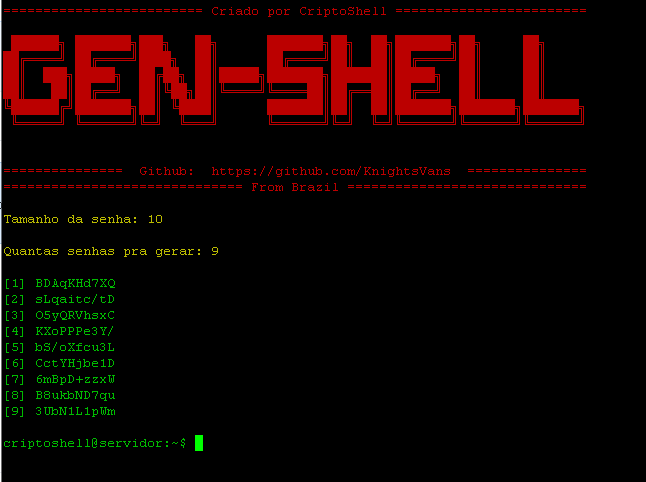 ========================= Criado por CriptoShell ========================
GEN-SHELL
=============== Github: https://github.com/KnightsVans ===============
============================== From Brazil ==============================
Tamanho da senha: 10
Quantas senhas pra gerar: 9
[1] BDAqKHd7XQ
[2] sLqaitc/tD
[3] O5yQRVhsxC
[4] KXoPPPe3Y/
[5] bS/oXfcu3L
[6] CctYHjbe1D
[7] 6mBpD+zzxW
[8] B8ukbND7qu
[9] 3UbN1L1pWm
criptoshell@servidor:~$